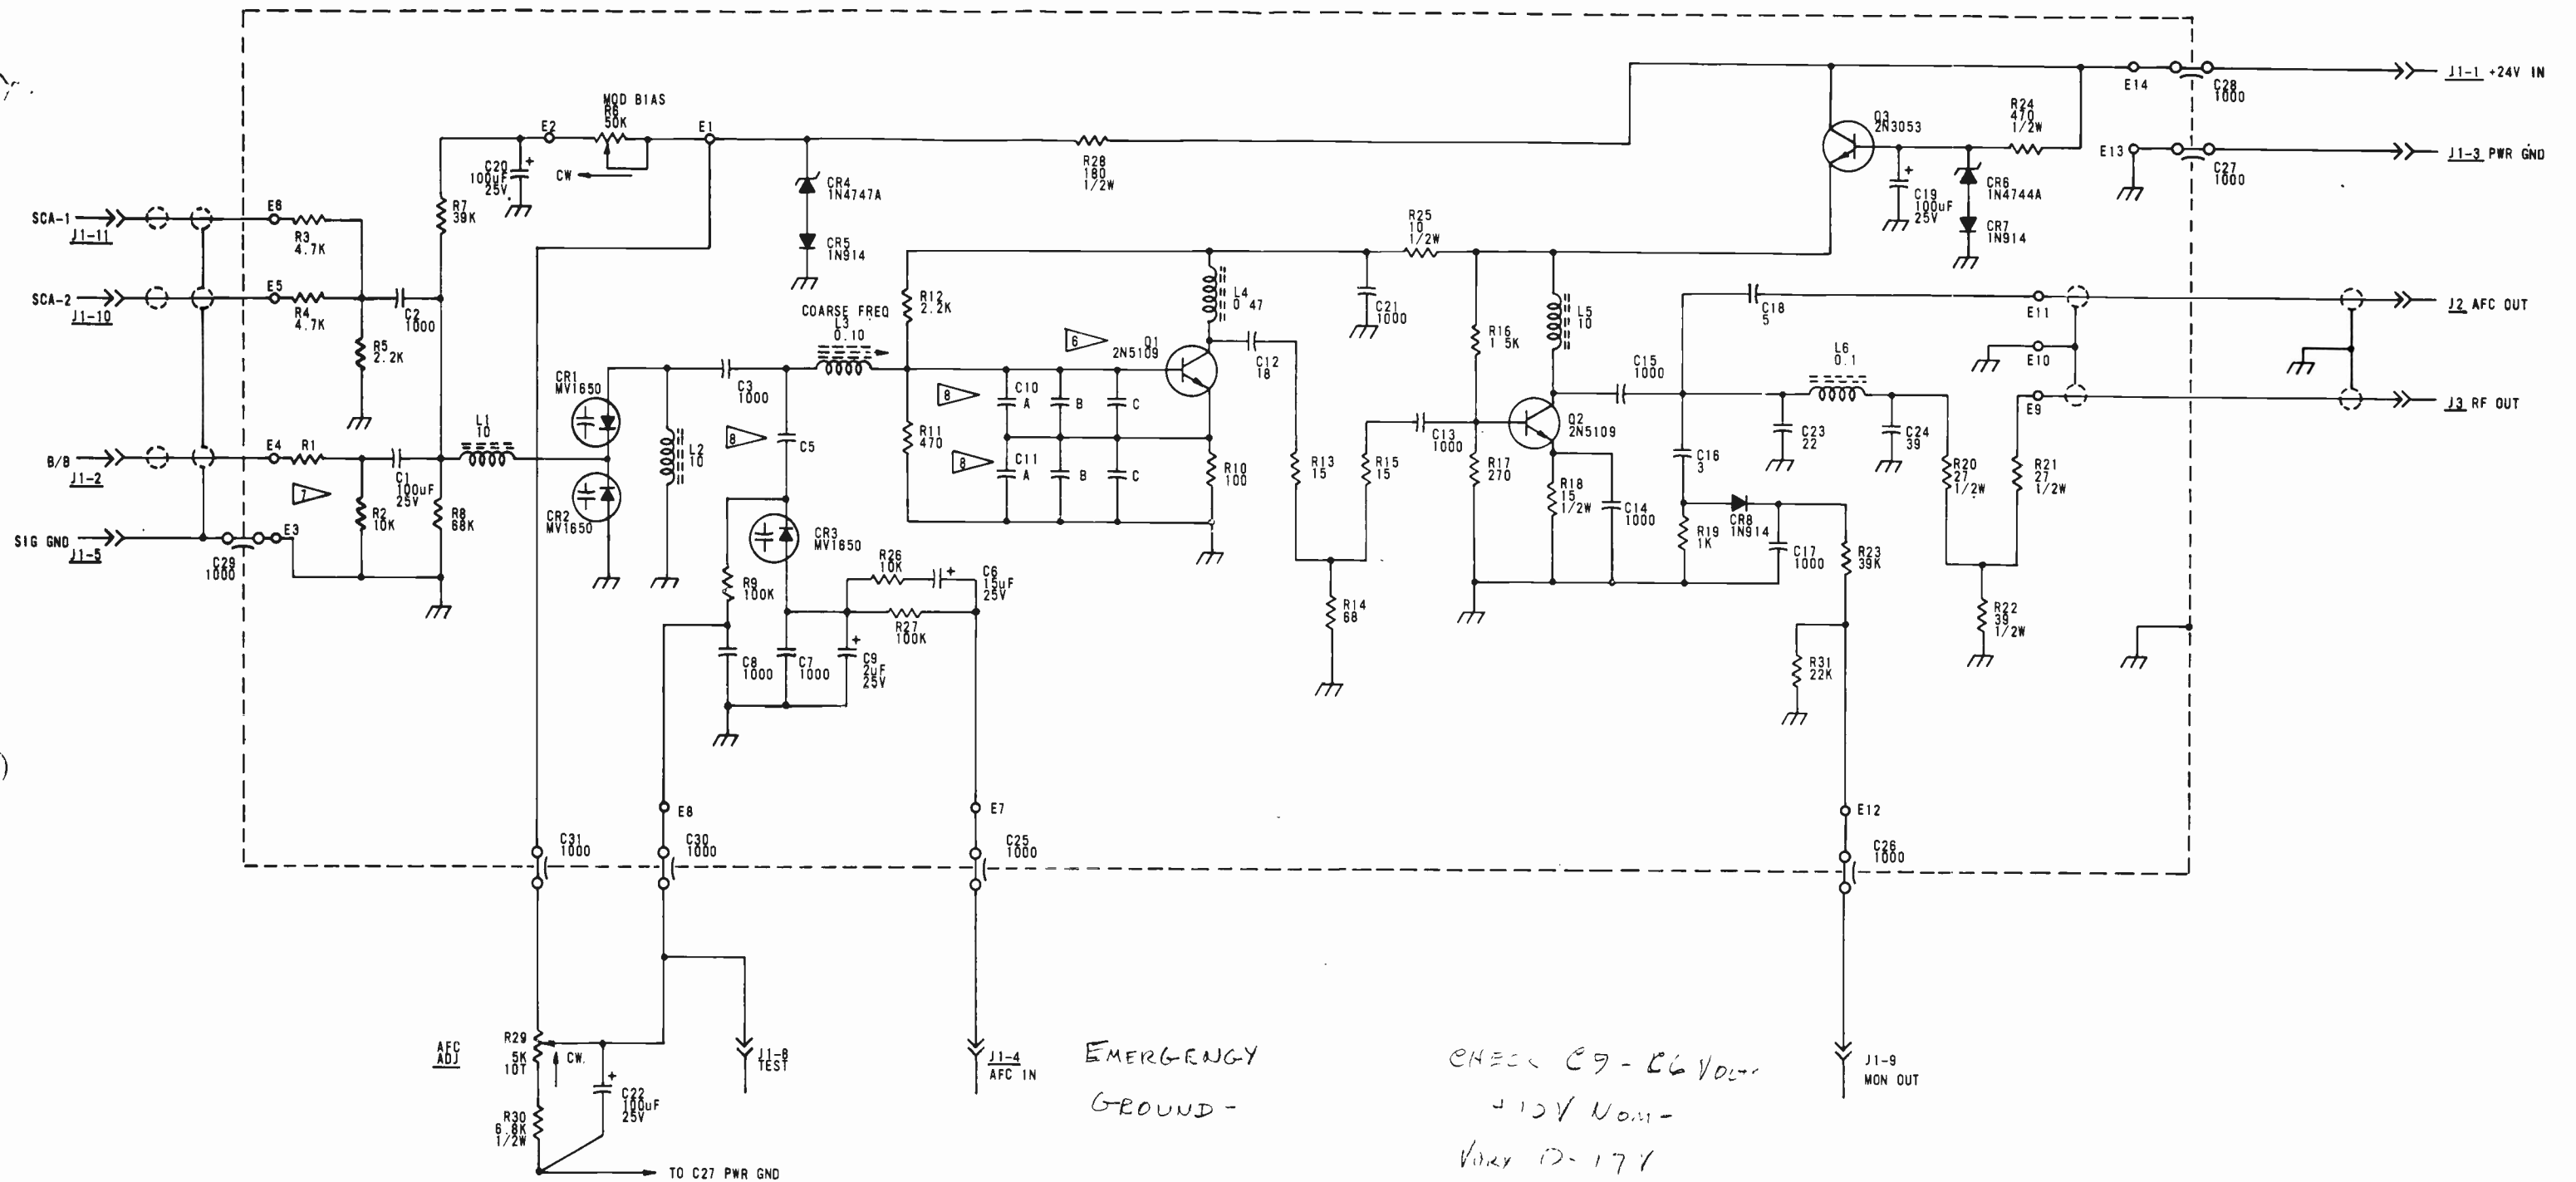 MOD BIAS
R6
50K
E2
E1
C20
100uF
25V
CW
R7
39K
R28
180
1/2W
CR4
1N4747A
CR5
1N914
Q3
2N3053
R24
470
1/2W
C19
100uF
25V
CR6
1N4744A
CR7
1N914
E14
C28
1000
J1-1 +24V IN
E13
C27
1000
J1-3 PWR GND
SCA-1
J1-11
E6
R3
4.7K
SCA-2
J1-10
E5
R4
4.7K
C2
1000
R5
2.2K
B/B
J1-2
E4
R1
7
C1
100uF
25V
R2
10K
R8
68K
L1
10
SIG GND
J1-5
C29
1000
E3
CR1
MV1650
CR2
MV1650
L2
10
C3
1000
8
C5
COARSE FREQ
L3
0.10
R12
2.2K
R11
470
6
Q1
2N5109
8
C10
A
B
C
8
C11
A
B
C
L4
0.47
C12
18
R10
100
CR3
MV1650
R9
100K
R26
10K
C6
15uF
25V
R27
100K
C8
1000
C7
1000
C9
2uF
25V
R25
10
1/2W
C21
1000
R13
15
R15
15
R14
68
C13
1000
R16
1.5K
R17
270
L5
10
Q2
2N5109
C15
1000
R18
15
1/2W
C14
1000
C18
5
C16
3
R19
1K
CR8
1N914
C17
1000
R23
39K
R31
22K
C23
22
L6
0.1
C24
39
R20
27
1/2W
R21
27
1/2W
R22
39
1/2W
E11
E10
E9
J2 AFC OUT
J3 RF OUT
E8
E7
E12
C31
1000
C30
1000
C25
1000
C26
1000
AFC
ADJ
R29
5K
10T
CW.
C22
100uF
25V
R30
6.8K
1/2W
TO C27 PWR GND
J1-8
TEST
J1-4
AFC IN
J1-9
MON OUT
EMERGENGY
GROUND -
CHECK C9 - C6
NOM -
VARY 0 - 17V